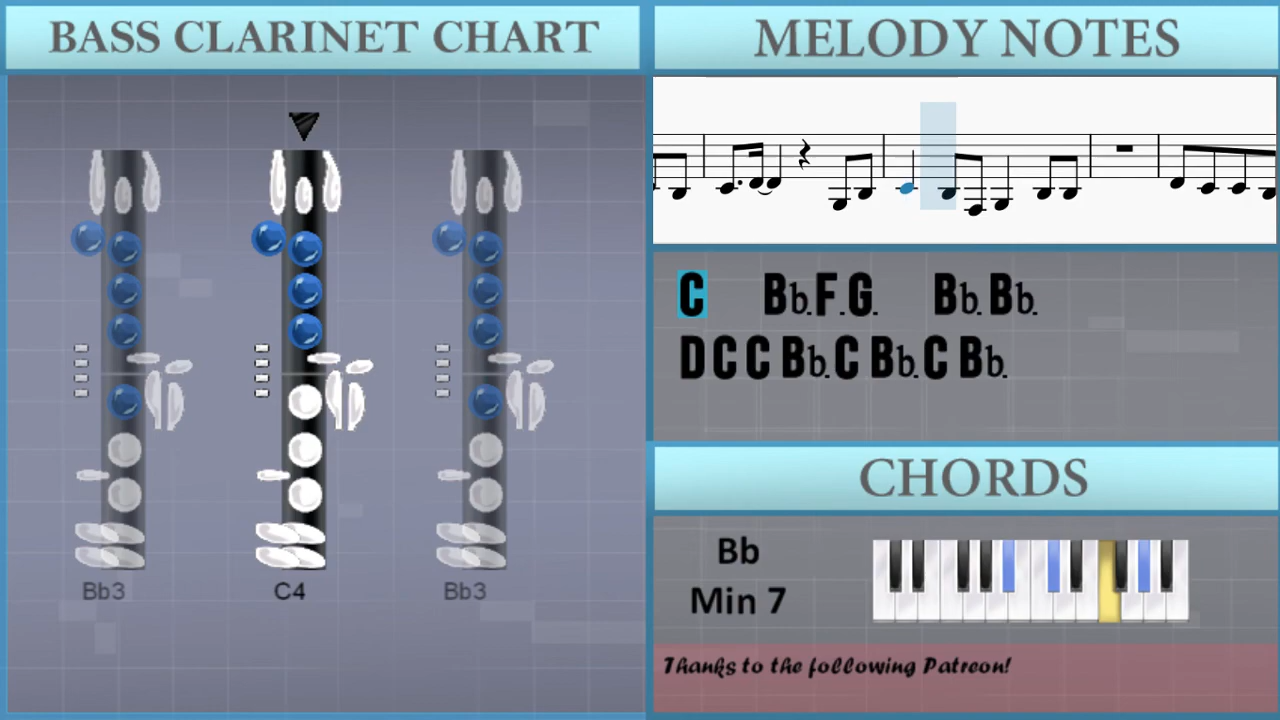 BASS CLARINET CHART
Bb3
C4
Bb3
MELODY NOTES
C Bb. F. G. Bb. Bb.
D C C Bb. C Bb. C Bb.
CHORDS
Bb
Min 7
Thanks to the following Patreon!